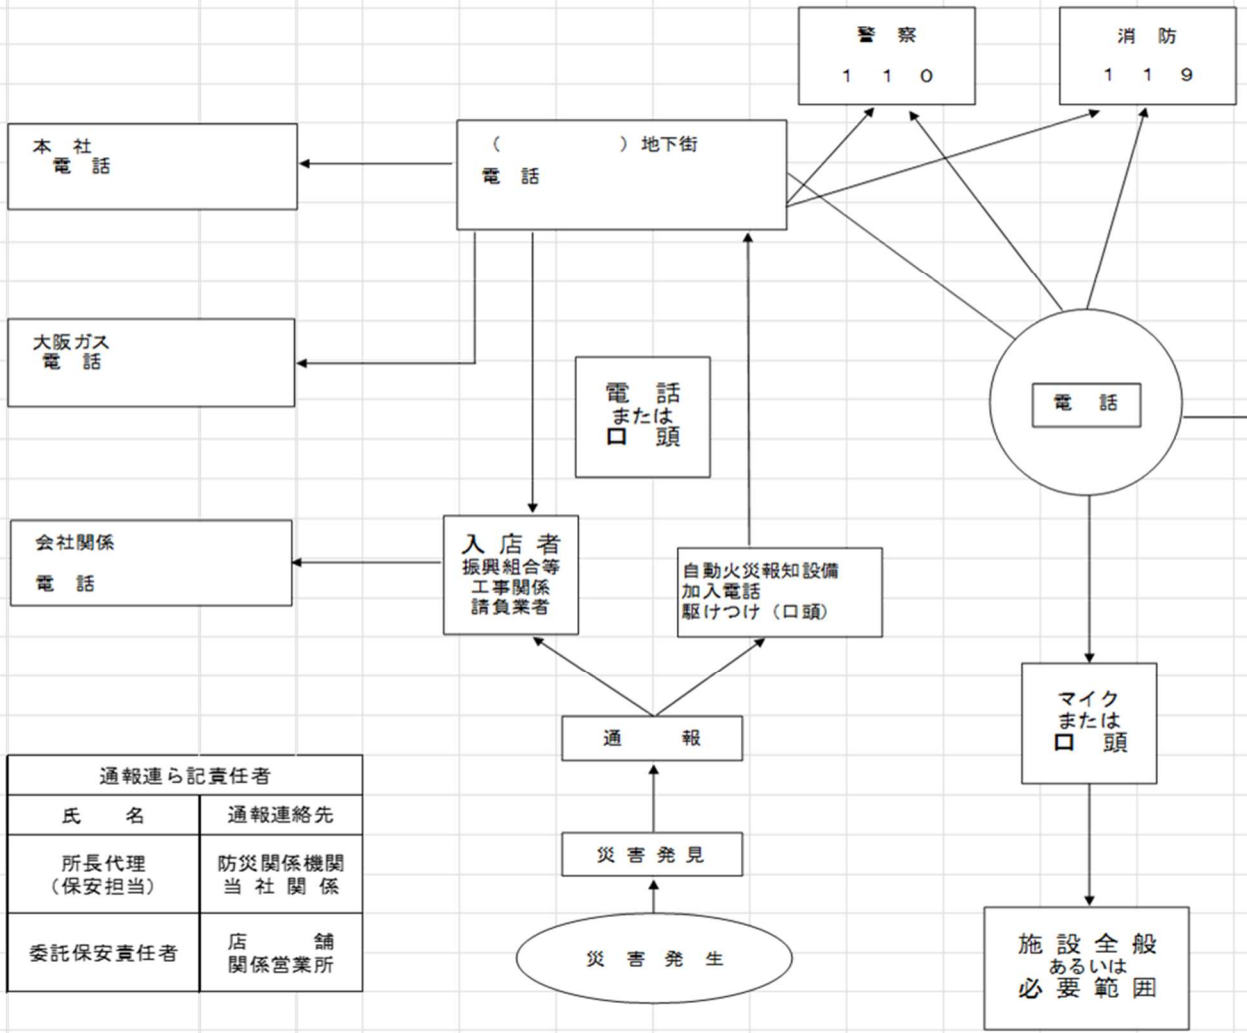 警 察
１ １ ０
消 防
１ １ ９
本 社
電 話
（ ）地下街
電 話
大阪ガス
電 話
電 話
または
口 頭
電 話
会社関係
電 話
入 店 者
振興組合等
工事関係
請負業者
自動火災報知設備
加入電話
駆けつけ（口頭）
マイク
または
口 頭
通 報
災 害 発 見
災 害 発 生
施 設 全 般
あるいは
必 要 範 囲
通報連ら記責任者
氏 名
通報連絡先
所長代理
（保安担当）
防災関係機関
当 社 関 係
委託保安責任者
店 舗
関係営業所